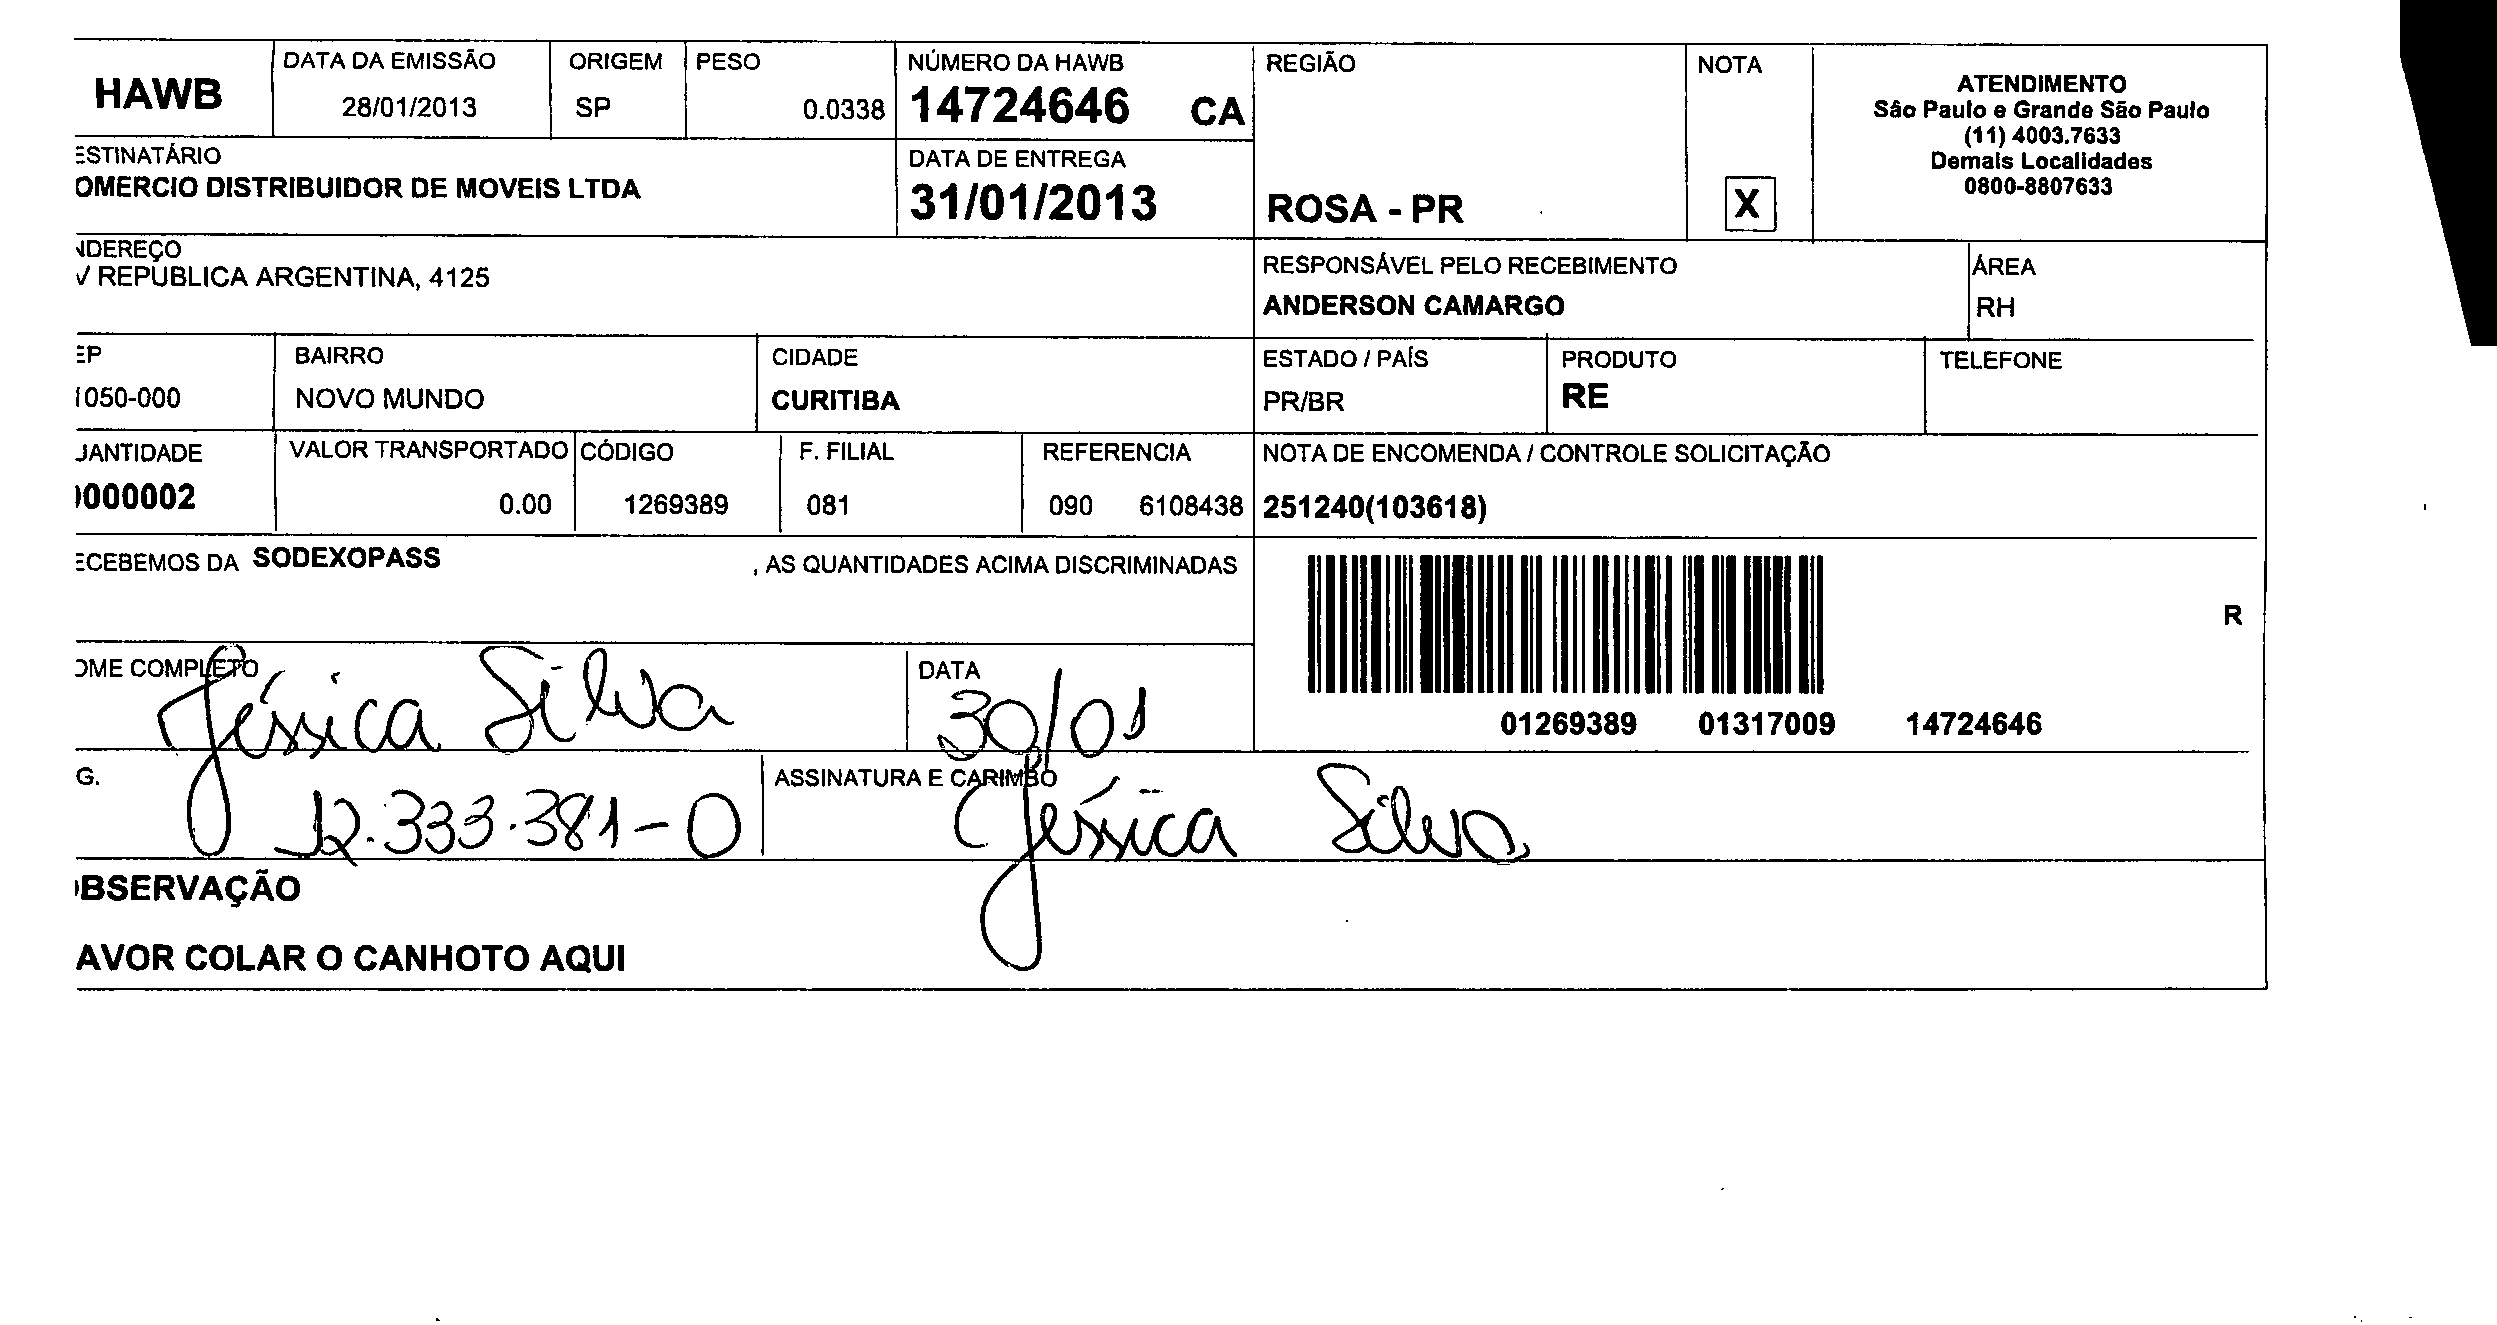 HAWB
DATA DA EMISSÃO
28/01/2013
ORIGEM
SP
PESO
0.0338
NÚMERO DA HAWB
14724646 CA
REGIÃO
ROSA - PR
NOTA
X
ATENDIMENTO
São Paulo e Grande São Paulo
(11) 4003.7633
Demais Localidades
0800-8807633
ESTINATÁRIO
OMERCIO DISTRIBUIDOR DE MOVEIS LTDA
DATA DE ENTREGA
31/01/2013
NDEREÇO
V REPUBLICA ARGENTINA, 4125
RESPONSÁVEL PELO RECEBIMENTO
ANDERSON CAMARGO
ÁREA
RH
EP
1050-000
BAIRRO
NOVO MUNDO
CIDADE
CURITIBA
ESTADO / PAÍS
PR/BR
PRODUTO
RE
TELEFONE
UANTIDADE
0000002
VALOR TRANSPORTADO
0.00
CÓDIGO
1269389
F. FILIAL
081
REFERENCIA
090 6108438
NOTA DE ENCOMENDA / CONTROLE SOLICITAÇÃO
251240(103618)
ECEBEMOS DA SODEXOPASS , AS QUANTIDADES ACIMA DISCRIMINADAS
R
01269389 01317009 14724646
OME COMPLETO
Jéssica Silva
DATA
30/01
G.
12.333.381-0
ASSINATURA E CARIMBO
Jéssica Silva
BSERVAÇÃO
AVOR COLAR O CANHOTO AQUI